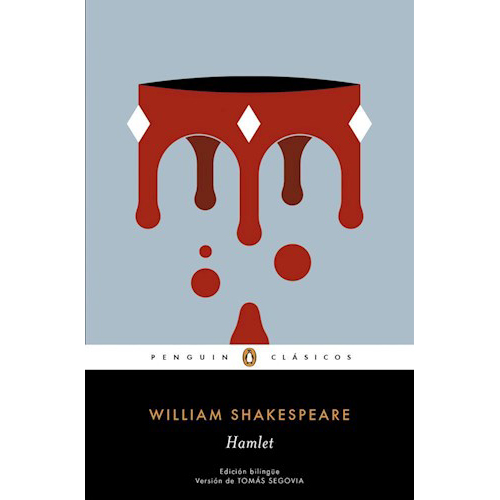 PENGUIN CLÁSICOS
WILLIAM SHAKESPEARE
Hamlet
Edición bilingüe
Versión de TOMÁS SEGOVIA